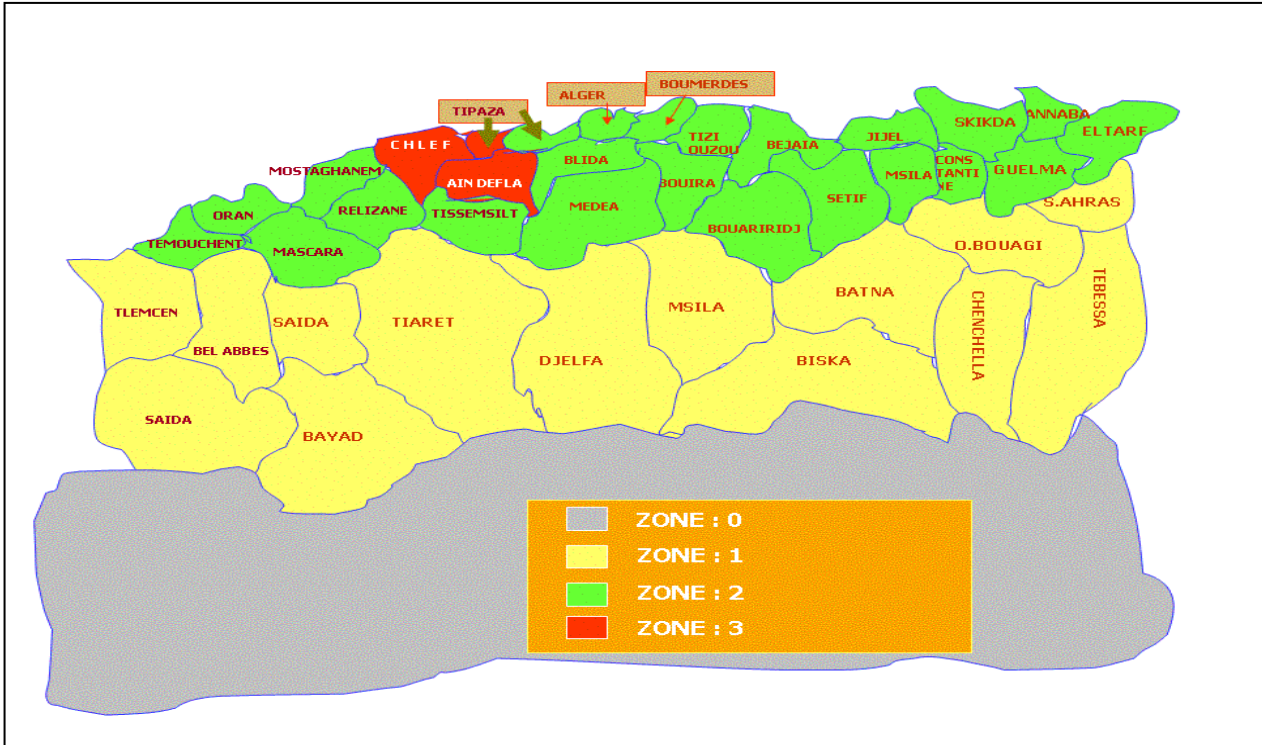 BOUMERDES
ALGER
TIPAZA
ANNABA
SKIKDA
ELTARF
JIJEL
TIZI
OUZOU
BEJAIA
CHLEF
BLIDA
CONS
TANTI
NE
MOSTAGHANEM
GUELMA
MSILA
BOUIRA
AIN DEFLA
SETIF
S.AHRAS
RELIZANE
MEDEA
ORAN
TISSEMSILT
BOUARIRIDJ
TEMOUCHENT
MASCARA
O.BOUAGI
TEBESSA
BATNA
CHENCHELLA
MSILA
TLEMCEN
SAIDA
TIARET
BEL ABBES
DJELFA
BISKA
SAIDA
BAYAD
ZONE : 0
ZONE : 1
ZONE : 2
ZONE : 3